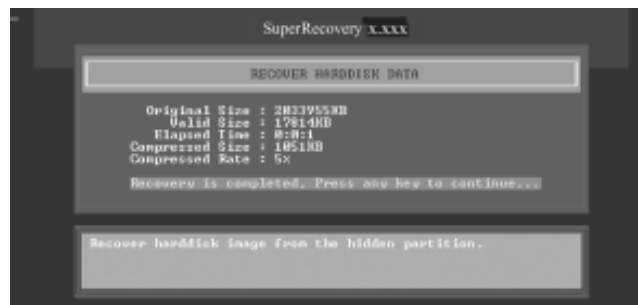 SuperRecovery x.xxx
RECOVER HARDDISK DATA
Original Size : 2033955KB
Valid Size : 17814KB
Elapsed Time : 0:0:1
Compressed Size : 1051KB
Compressed Rate : 5%
Recovery is completed. Press any key to continue...
Recover harddisk image from the hidden partition.